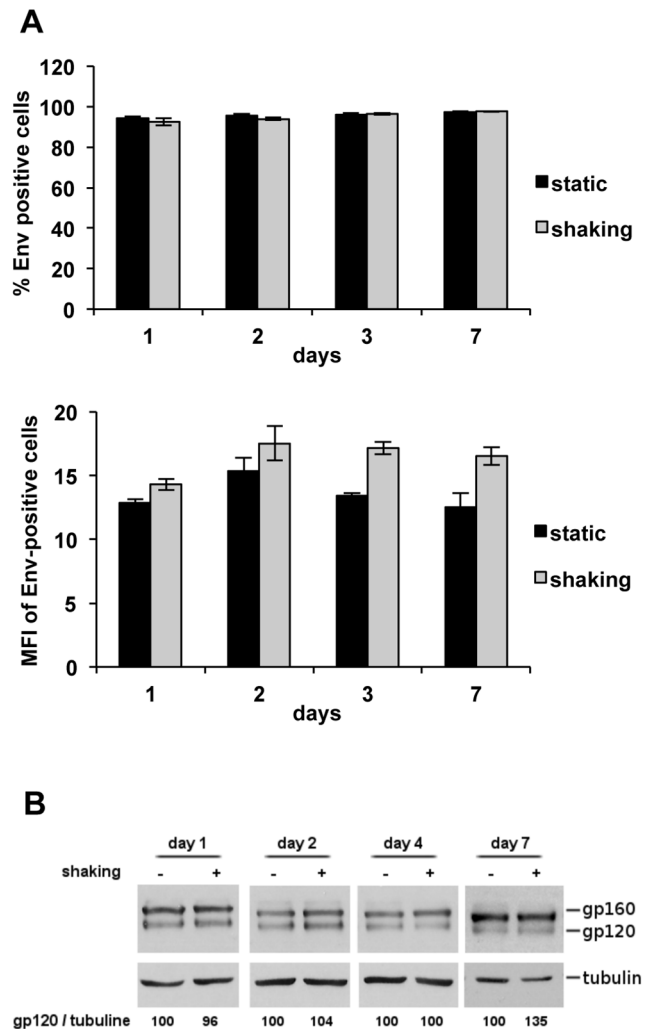 A
120
100
80
60
40
20
0
% Env positive cells
1 2 3 7
days
static
shaking
20
15
10
5
0
MFI of Env-positive cells
1 2 3 7
days
static
shaking
B
day 1 day 2 day 4 day 7
shaking - + - + - + - +
gp160
gp120
tubulin
gp120 / tubuline 100 96 100 104 100 100 100 135